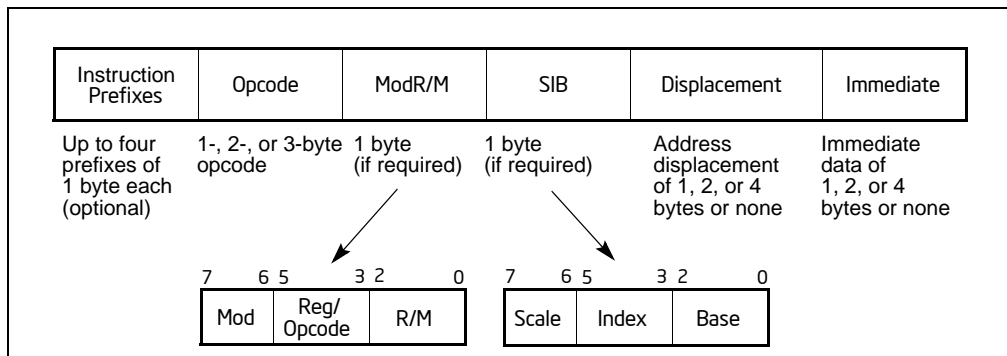 Instruction
Prefixes
Opcode
ModR/M
SIB
Displacement
Immediate
Up to four
prefixes of
1 byte each
(optional)
1-, 2-, or 3-byte
opcode
1 byte
(if required)
1 byte
(if required)
Address
displacement
of 1, 2, or 4
bytes or none
Immediate
data of
1, 2, or 4
bytes or none
7 6 5 3 2 0
Mod
Reg/
Opcode
R/M
7 6 5 3 2 0
Scale
Index
Base